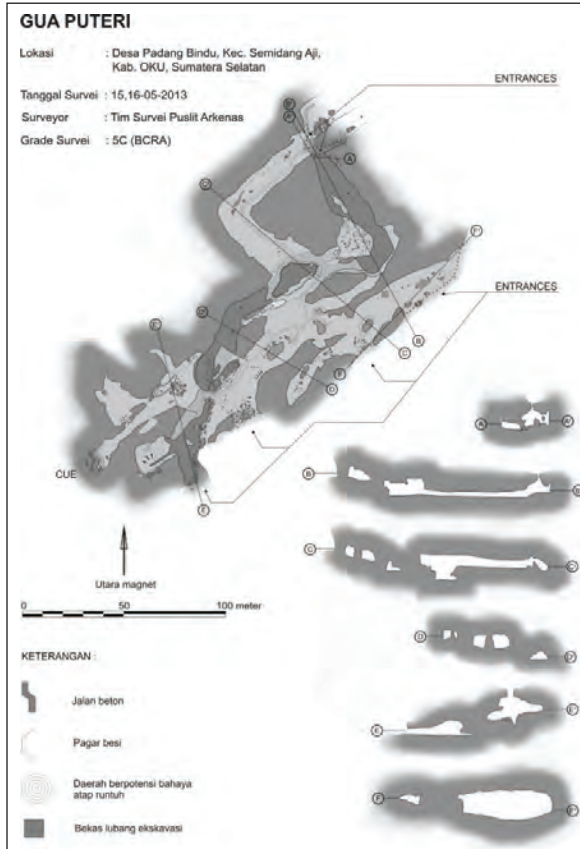 GUA PUTERI
Lokasi : Desa Padang Bindu, Kec. Semidang Aji,
Kab. OKU, Sumatera Selatan
Tanggal Survei : 15,16-05-2013
Surveyor : Tim Survei Puslit Arkenas
Grade Survei : 5C (BCRA)
ENTRANCES
ENTRANCES
B'
A'
A
F'
B
C
F
D
E
CUE
Utara magnet
0 50 100 meter
KETERANGAN :
Jalan beton
Pagar besi
Daerah berpotensi bahaya
atap runtuh
Bekas lubang ekskavasi
A A'
B
C C'
D D'
E E'
F F'